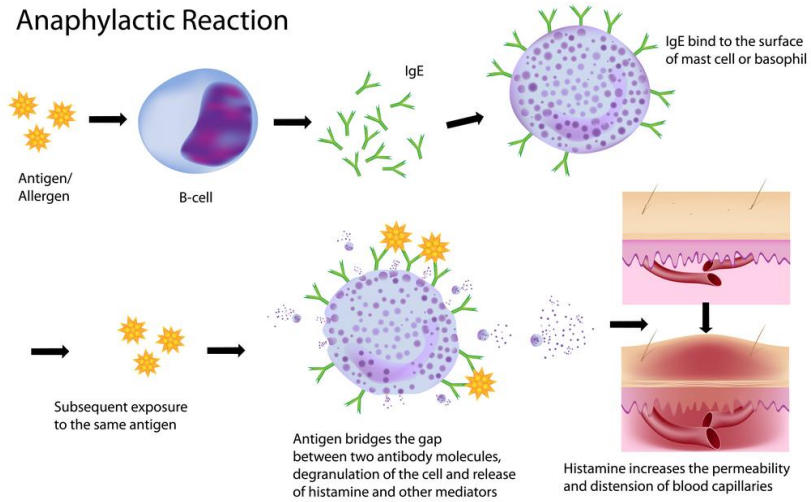 Anaphylactic Reaction
Antigen/
Allergen
B-cell
IgE
IgE bind to the surface
of mast cell or basophil
Subsequent exposure
to the same antigen
Antigen bridges the gap
between two antibody molecules,
degranulation of the cell and release
of histamine and other mediators
Histamine increases the permeability
and distension of blood capillaries